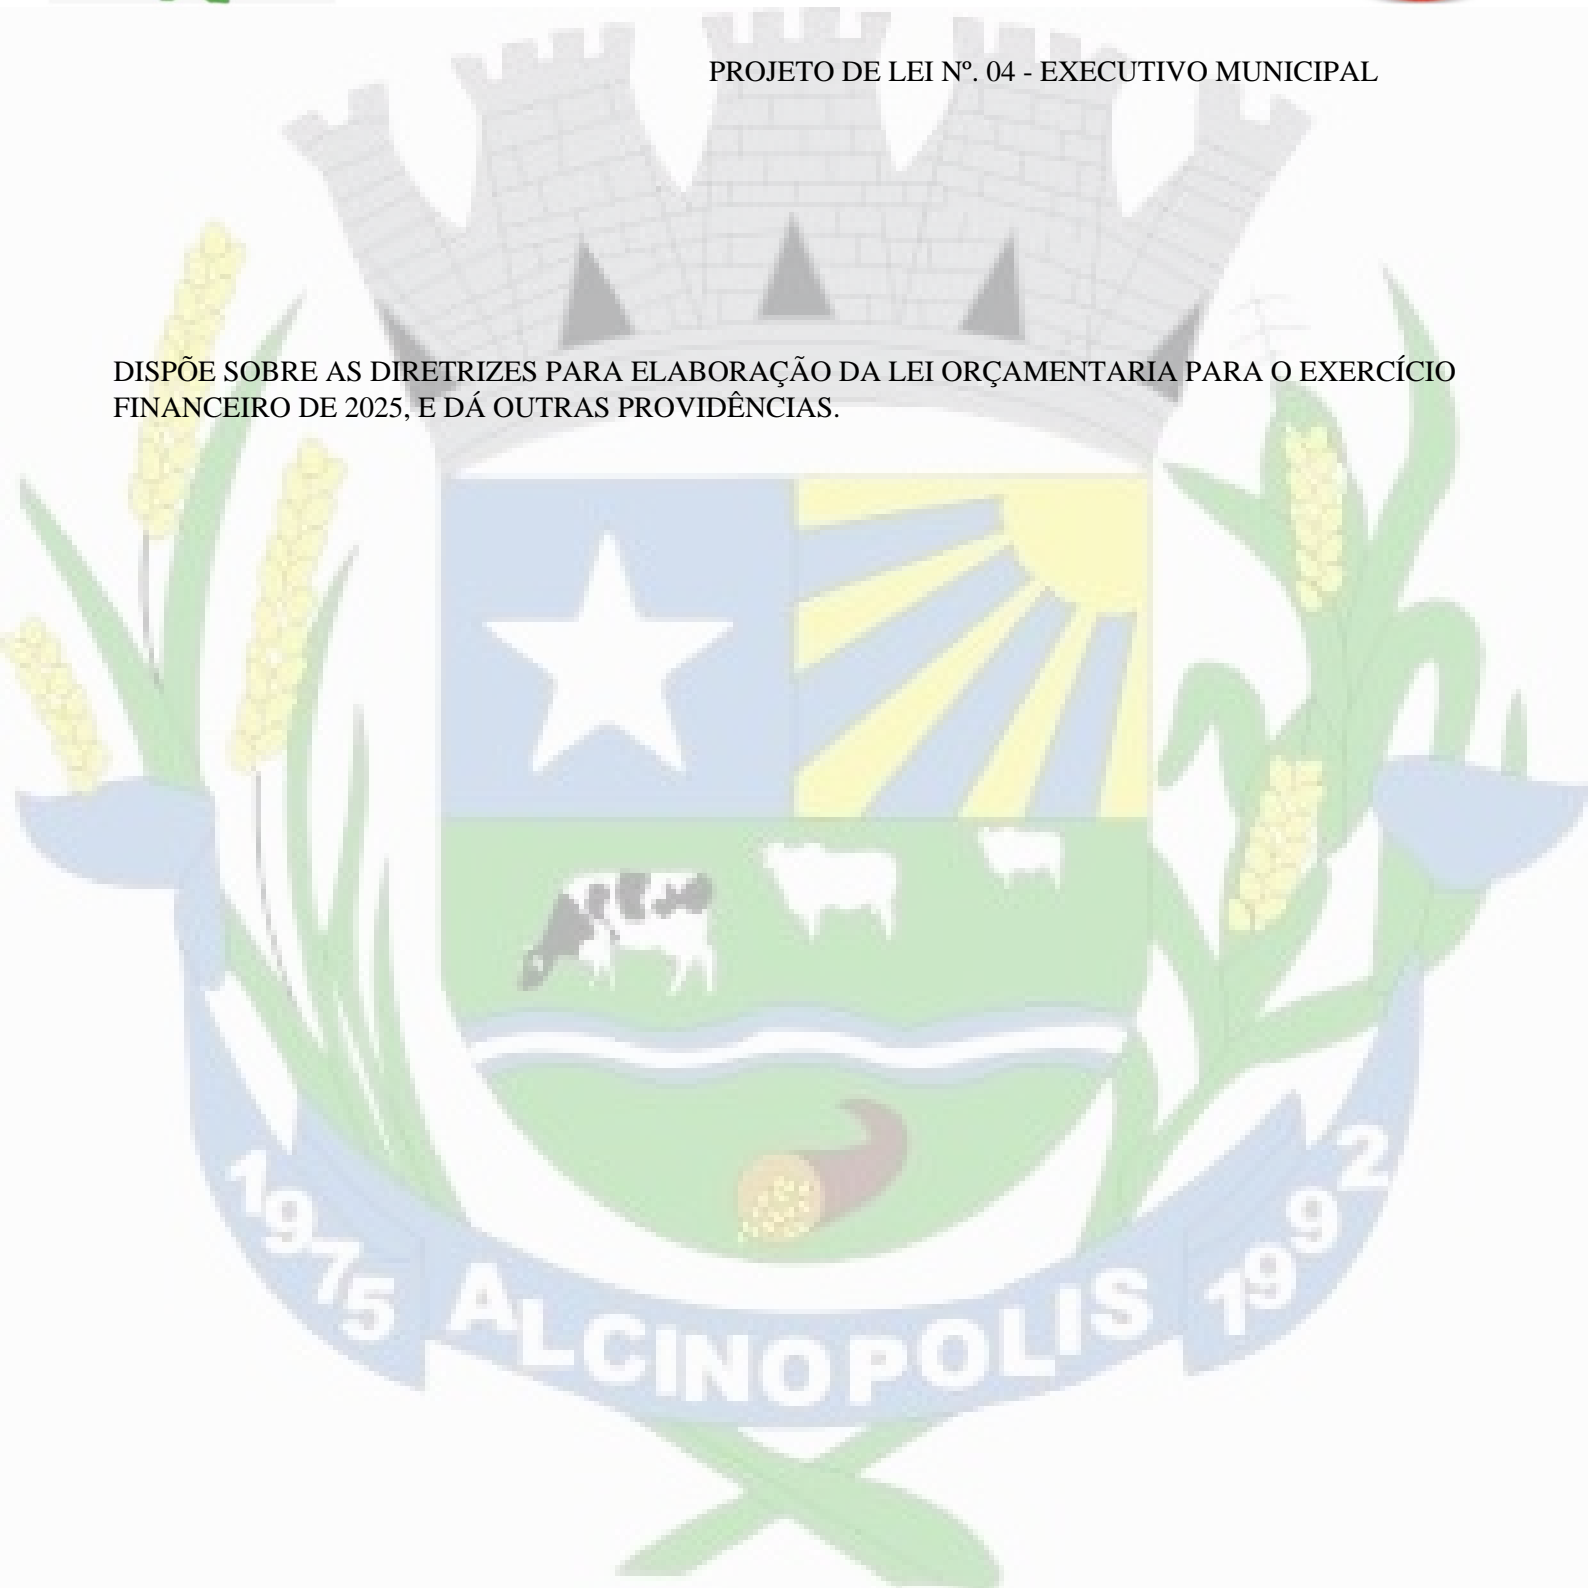 PROJETO DE LEI Nº. 04 - EXECUTIVO MUNICIPAL
DISPÕE SOBRE AS DIRETRIZES PARA ELABORAÇÃO DA LEI ORÇAMENTARIA PARA O EXERCÍCIO
FINANCEIRO DE 2025, E DÁ OUTRAS PROVIDÊNCIAS.
1975 ALCINOPOLIS 1992